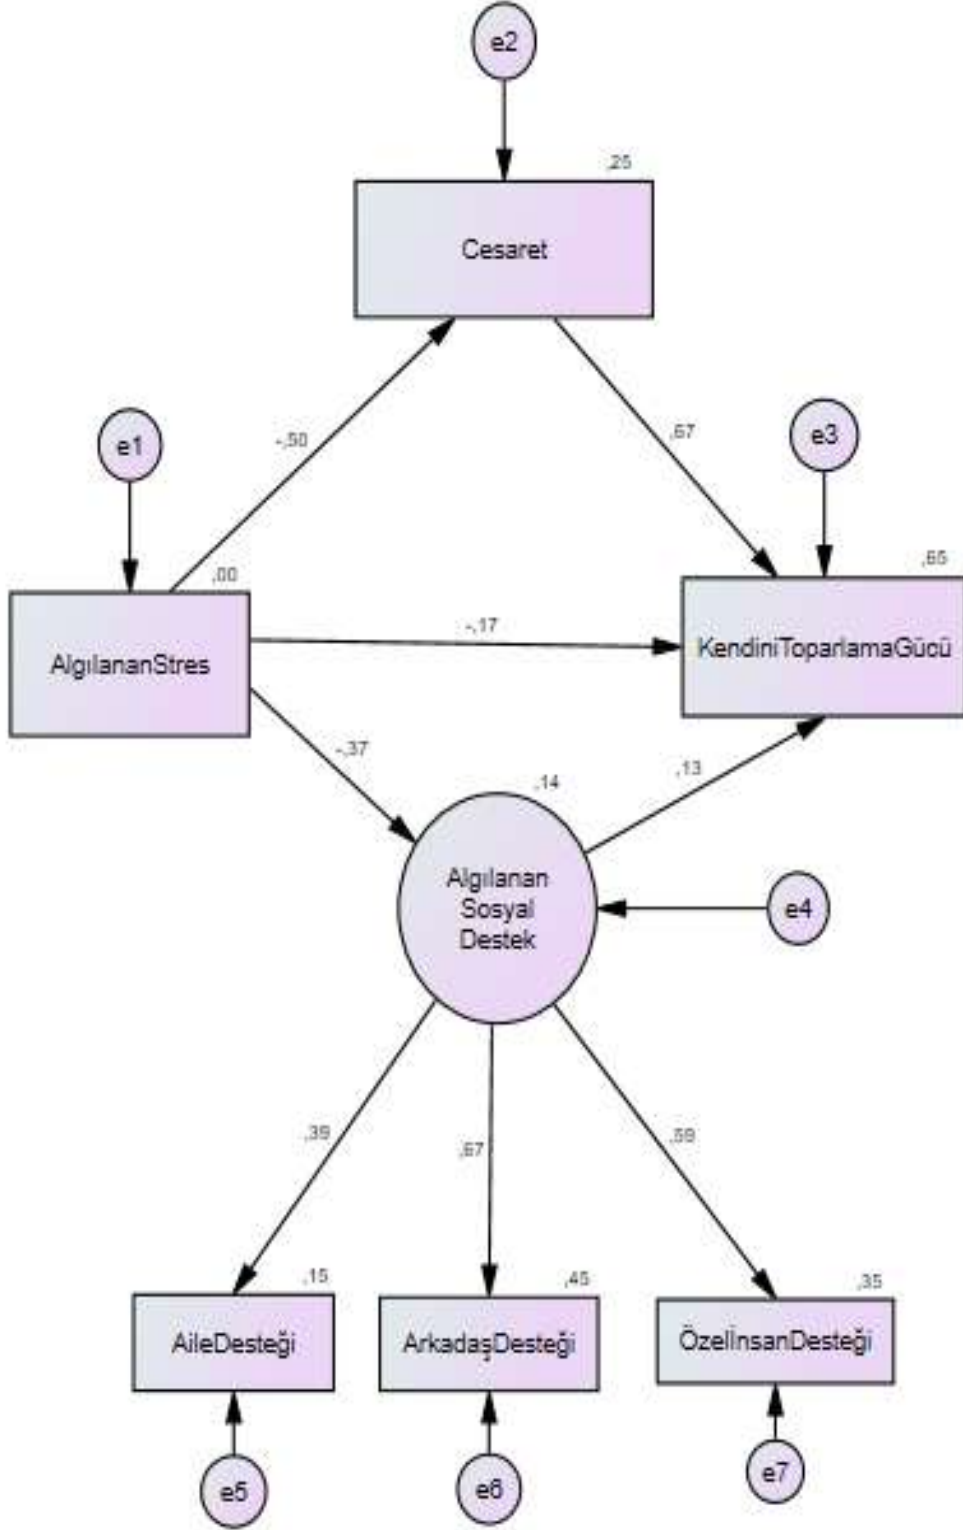 e2
,25
Cesaret
e1
-,50
,67
e3
,00
,65
AlgılananStres
-,17
KendiniToparlamaGücü
-,37
,14
,13
Algılanan
Sosyal
Destek
e4
,39
,67
,59
,15
,45
,35
AileDesteği
ArkadaşDesteği
ÖzelİnsanDesteği
e5
e6
e7